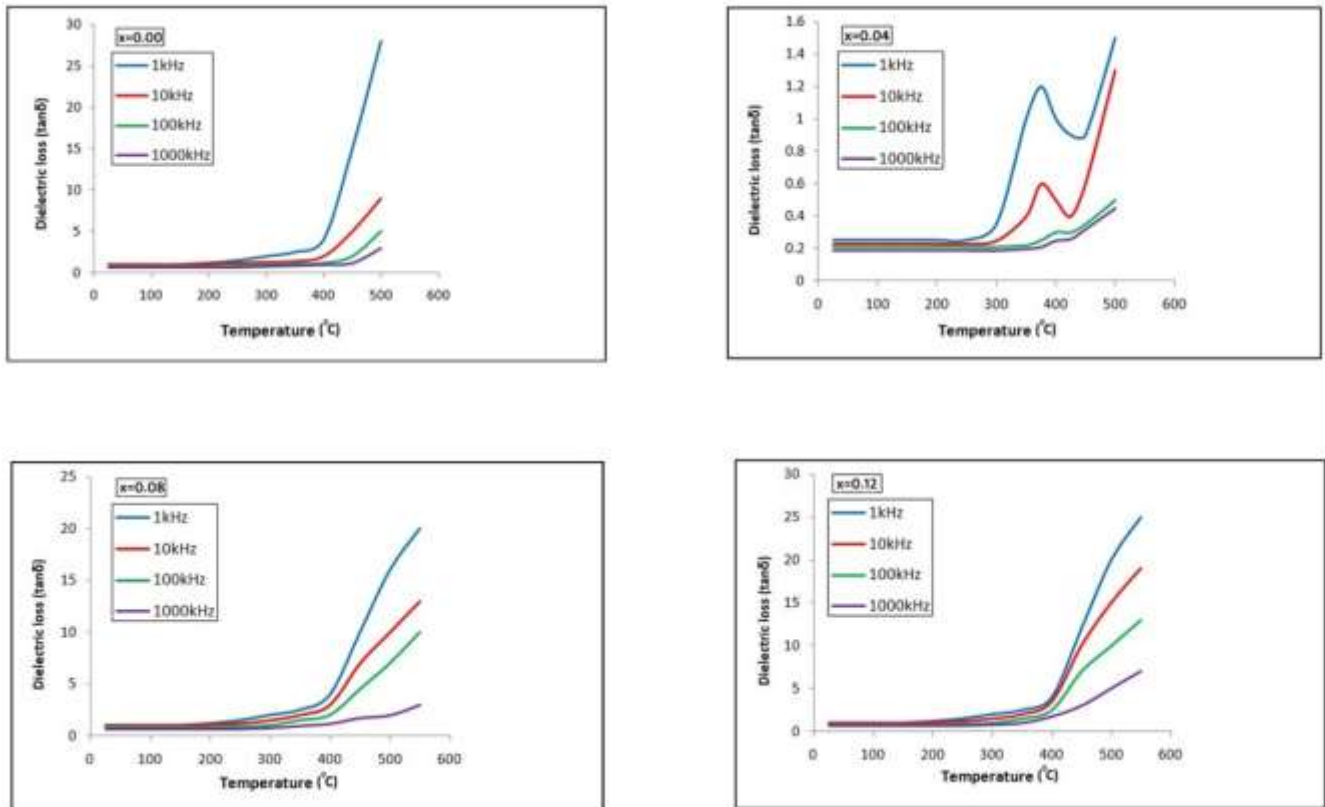 30
25
20
15
10
5
0
Dielectric loss (tanδ)
x=0.00
1kHz
10kHz
100kHz
1000kHz
0 100 200 300 400 500 600
Temperature (⁰C)
1.6
1.4
1.2
1
0.8
0.6
0.4
0.2
0
Dielectric loss (tanδ)
x=0.04
1kHz
10kHz
100kHz
1000kHz
0 100 200 300 400 500 600
Temperature (⁰C)
25
20
15
10
5
0
Dielectric loss (tanδ)
x=0.08
1kHz
10kHz
100kHz
1000kHz
0 100 200 300 400 500 600
Temperature (⁰C)
30
25
20
15
10
5
0
Dielectric loss (tanδ)
x=0.12
1kHz
10kHz
100kHz
1000kHz
0 100 200 300 400 500 600
Temperature (⁰C)